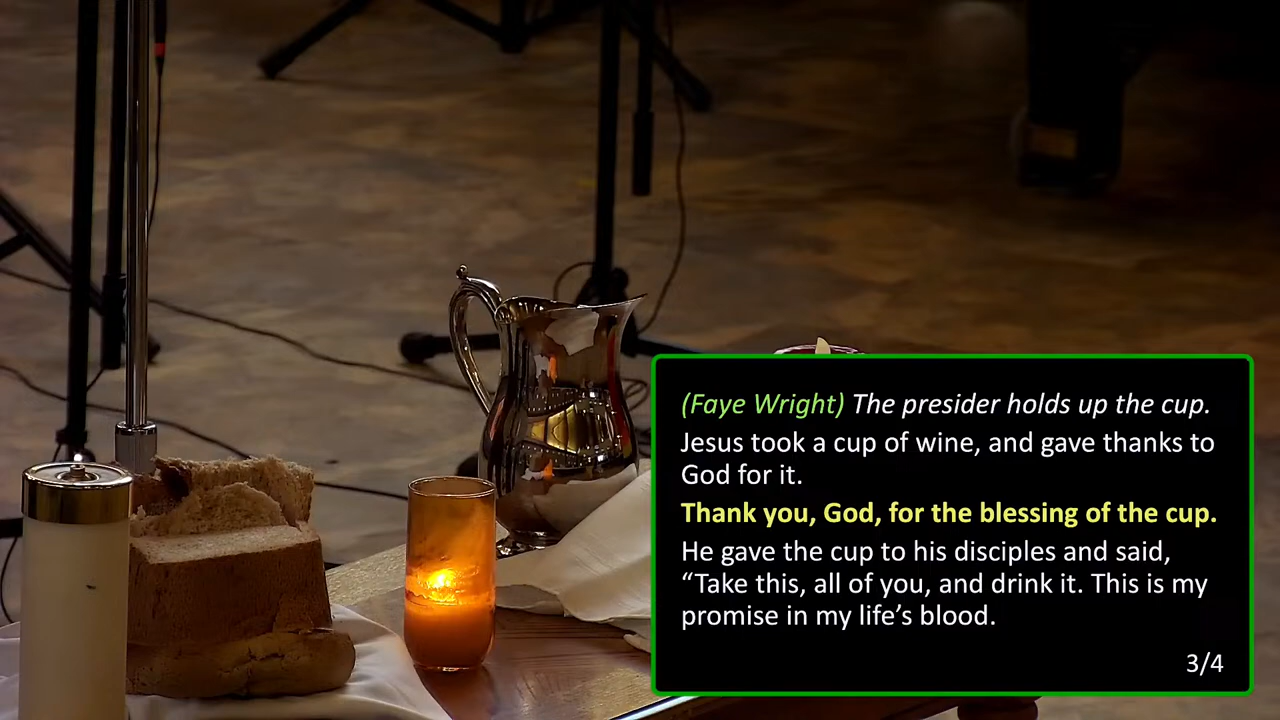 (Faye Wright) The presider holds up the cup.
Jesus took a cup of wine, and gave thanks to
God for it.
Thank you, God, for the blessing of the cup.
He gave the cup to his disciples and said,
“Take this, all of you, and drink it. This is my
promise in my life’s blood.
3/4